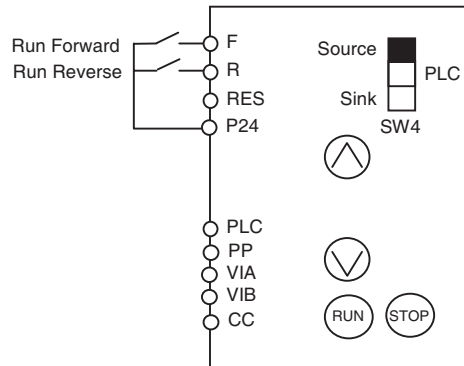 Run Forward
F
Source
Run Reverse
R
PLC
RES
Sink
P24
SW4
PLC
PP
VIA
VIB
CC
RUN
STOP